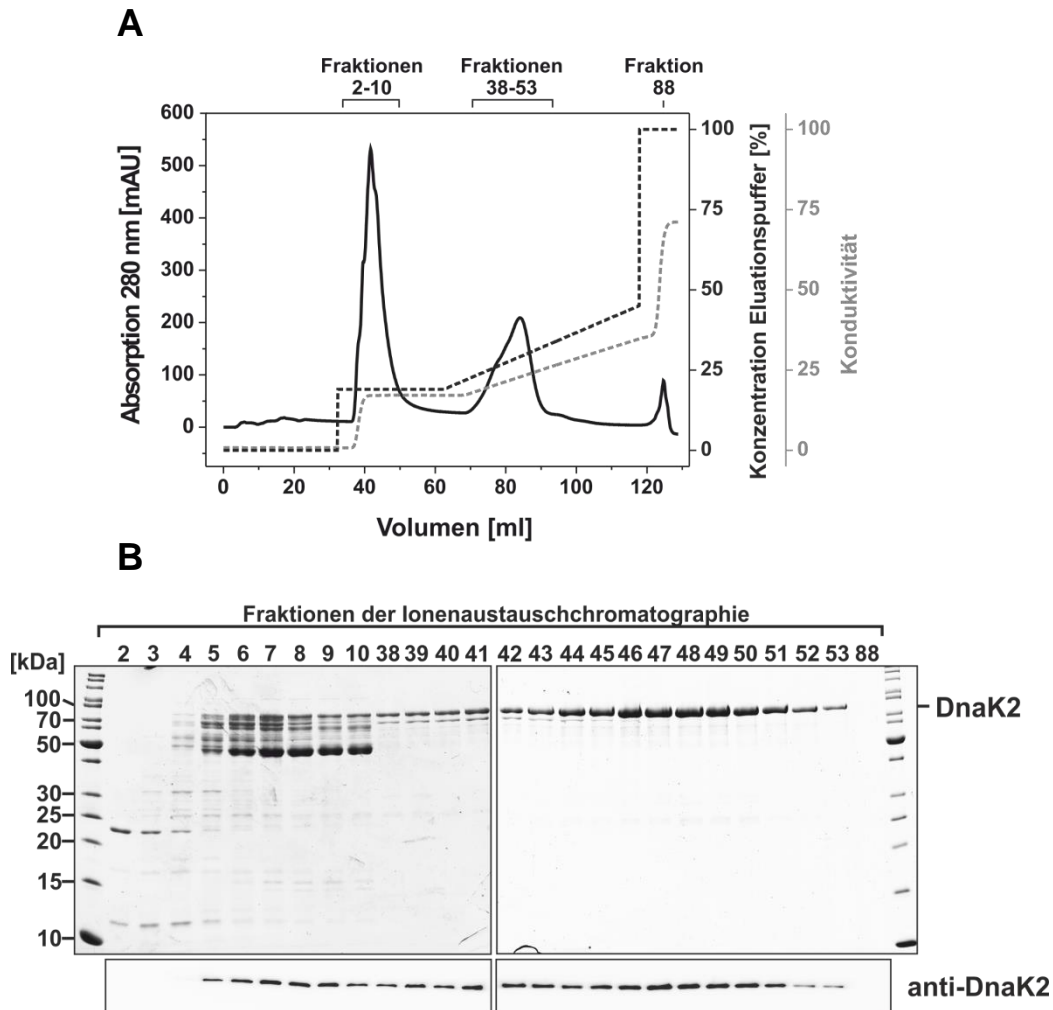 A
Fraktionen
2-10
Fraktionen
38-53
Fraktion
88
600
500
400
300
200
100
0
Absorption 280 nm [mAU]
100
75
50
25
0
Konzentration Eluationspuffer [%]
100
75
50
25
0
Konduktivität
0 20 40 60 80 100 120
Volumen [ml]
B
Fraktionen der Ionenaustauschchromatographie
[kDa] 2 3 4 5 6 7 8 9 10 38 39 40 41 42 43 44 45 46 47 48 49 50 51 52 53 88
100
70
50
30
25
20
15
10
DnaK2
anti-DnaK2